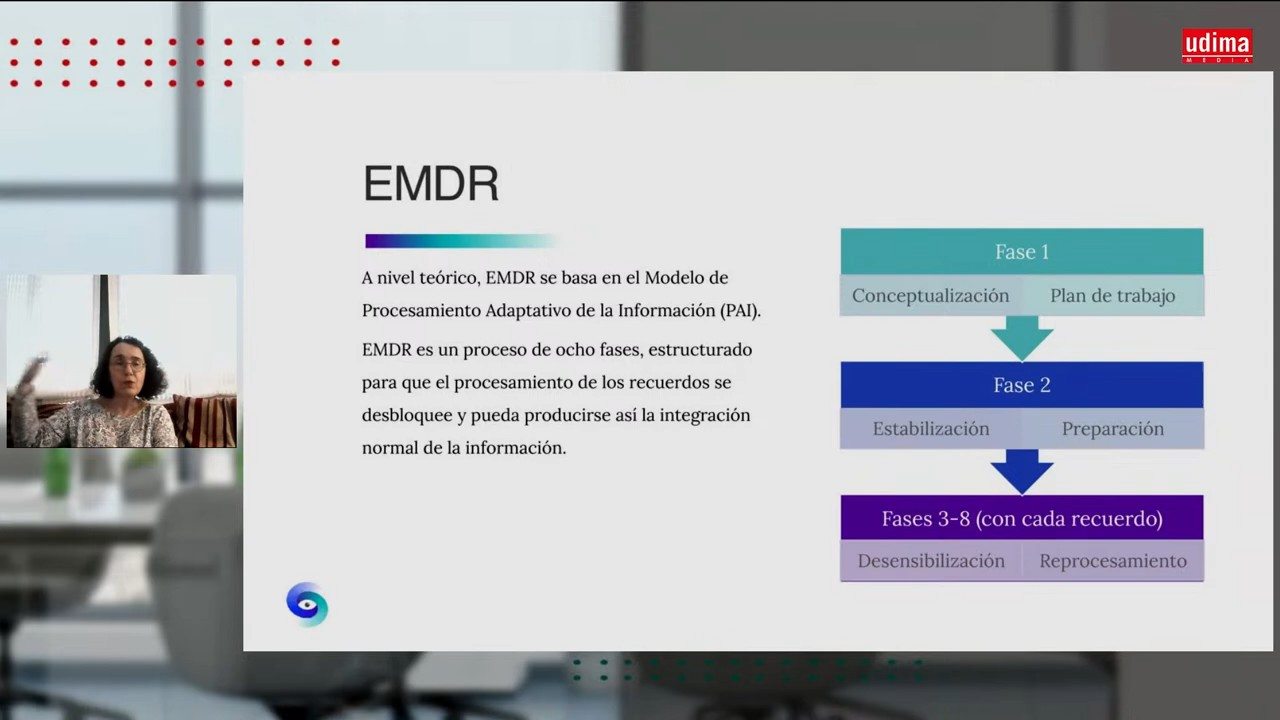 udima
MEDIA
EMDR
A nivel teórico, EMDR se basa en el Modelo de
Procesamiento Adaptativo de la Información (PAI).
EMDR es un proceso de ocho fases, estructurado
para que el procesamiento de los recuerdos se
desbloquee y pueda producirse así la integración
normal de la información.
Fase 1
Conceptualización Plan de trabajo
Fase 2
Estabilización Preparación
Fases 3-8 (con cada recuerdo)
Desensibilización Reprocesamiento